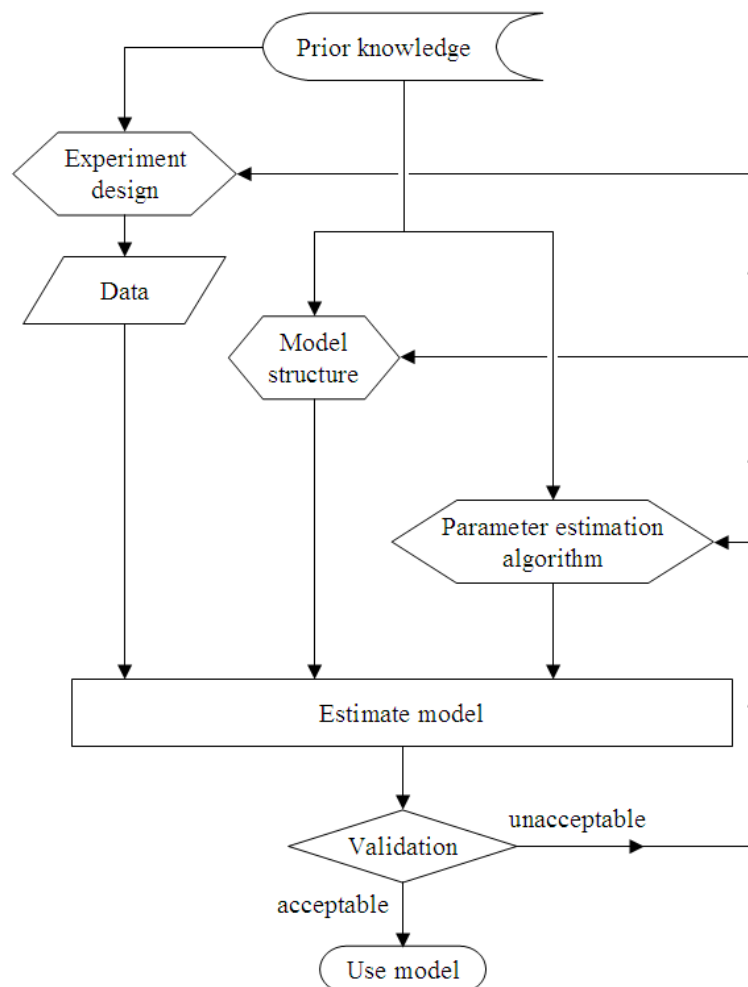 Prior knowledge
Experiment
design
Data
Model
structure
Parameter estimation
algorithm
Estimate model
Validation
unacceptable
acceptable
Use model